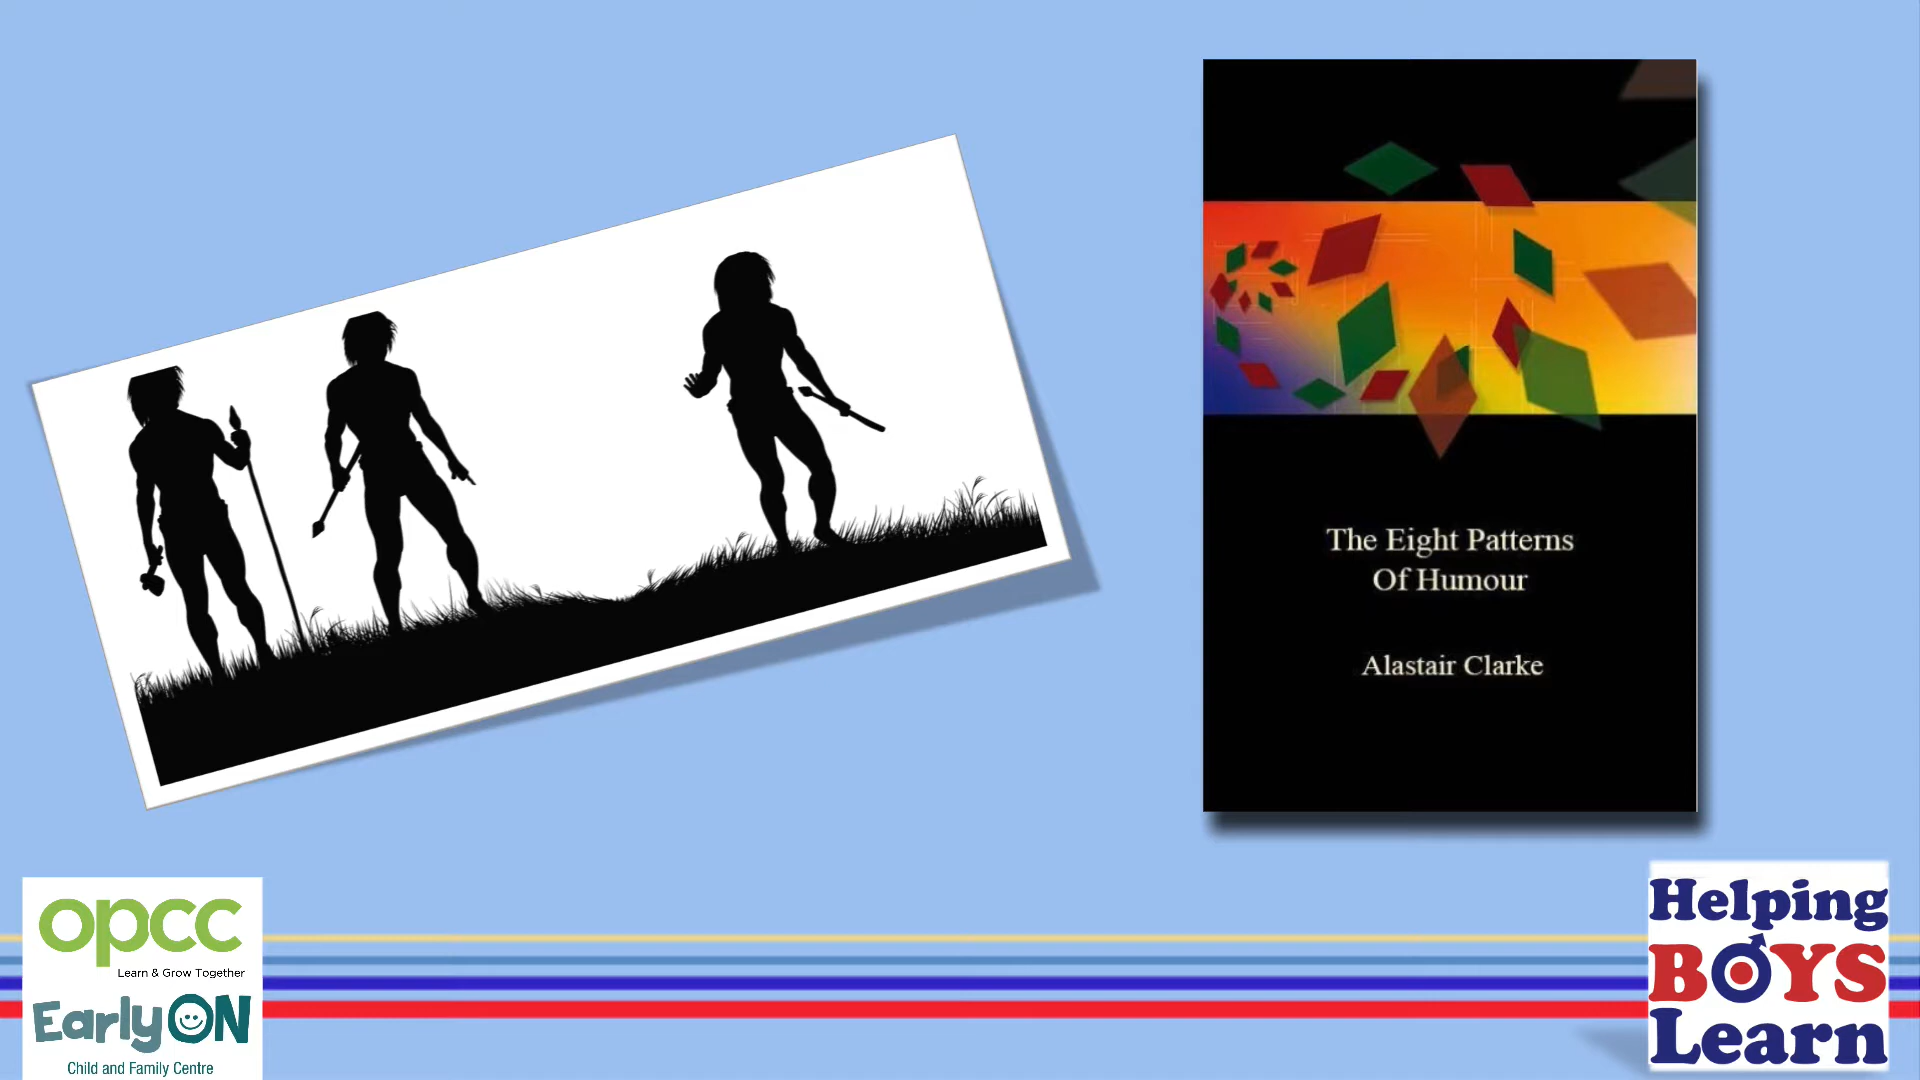 The Eight Patterns
Of Humour
Alastair Clarke
opcc
Learn & Grow Together
EarlyON
Child and Family Centre
Helping
BOYS
Learn